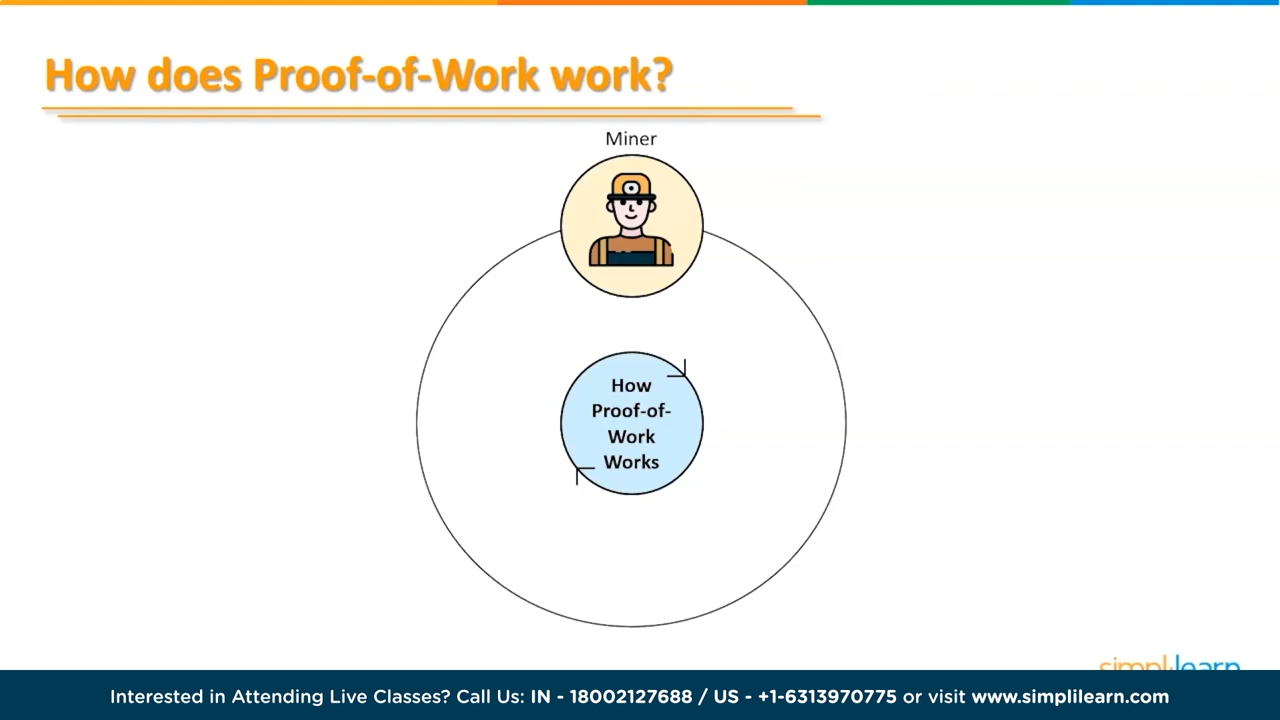 How does Proof-of-Work work?
Miner
How
Proof-of-
Work
Works
simplilearn
Interested in Attending Live Classes? Call Us: IN - 18002127688 / US - +1-6313970775 or visit www.simplilearn.com